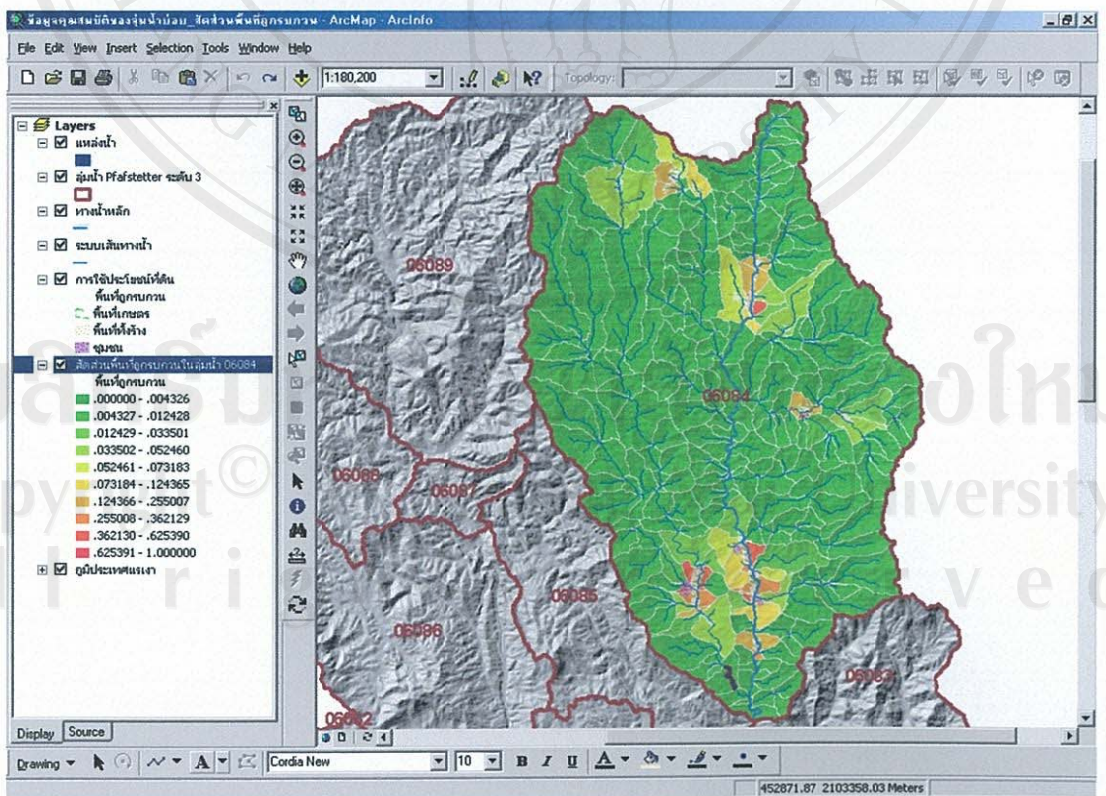 ข้อมูลคุณสมบัติของลุ่มน้ำย่อย_สัดส่วนพื้นที่ถูกรบกวน - ArcMap - ArcInfo
File Edit View Insert Selection Tools Window Help
1:180,200
Topology:
Layers
แหล่งน้ำ
ลุ่มน้ำ Pfafstetter ระดับ 3
ทางน้ำหลัก
ระบบเส้นทางน้ำ
การใช้ประโยชน์ที่ดิน
พื้นที่ถูกรบกวน
พื้นที่เกษตร
พื้นที่ทิ้งร้าง
ชุมชน
สัดส่วนพื้นที่ถูกรบกวนในลุ่มน้ำ 06084
พื้นที่ถูกรบกวน
.000000 - .004326
.004327 - .012428
.012429 - .033501
.033502 - .052460
.052461 - .073183
.073184 - .124365
.124366 - .255007
.255008 - .362129
.362130 - .625390
.625391 - 1.000000
ภูมิประเทศแรเงา
06089
06084
06088
06087
06085
06086
06083
06082
Display Source
Drawing
Cordia New
10
B I U A
452871.87 2103358.03 Meters